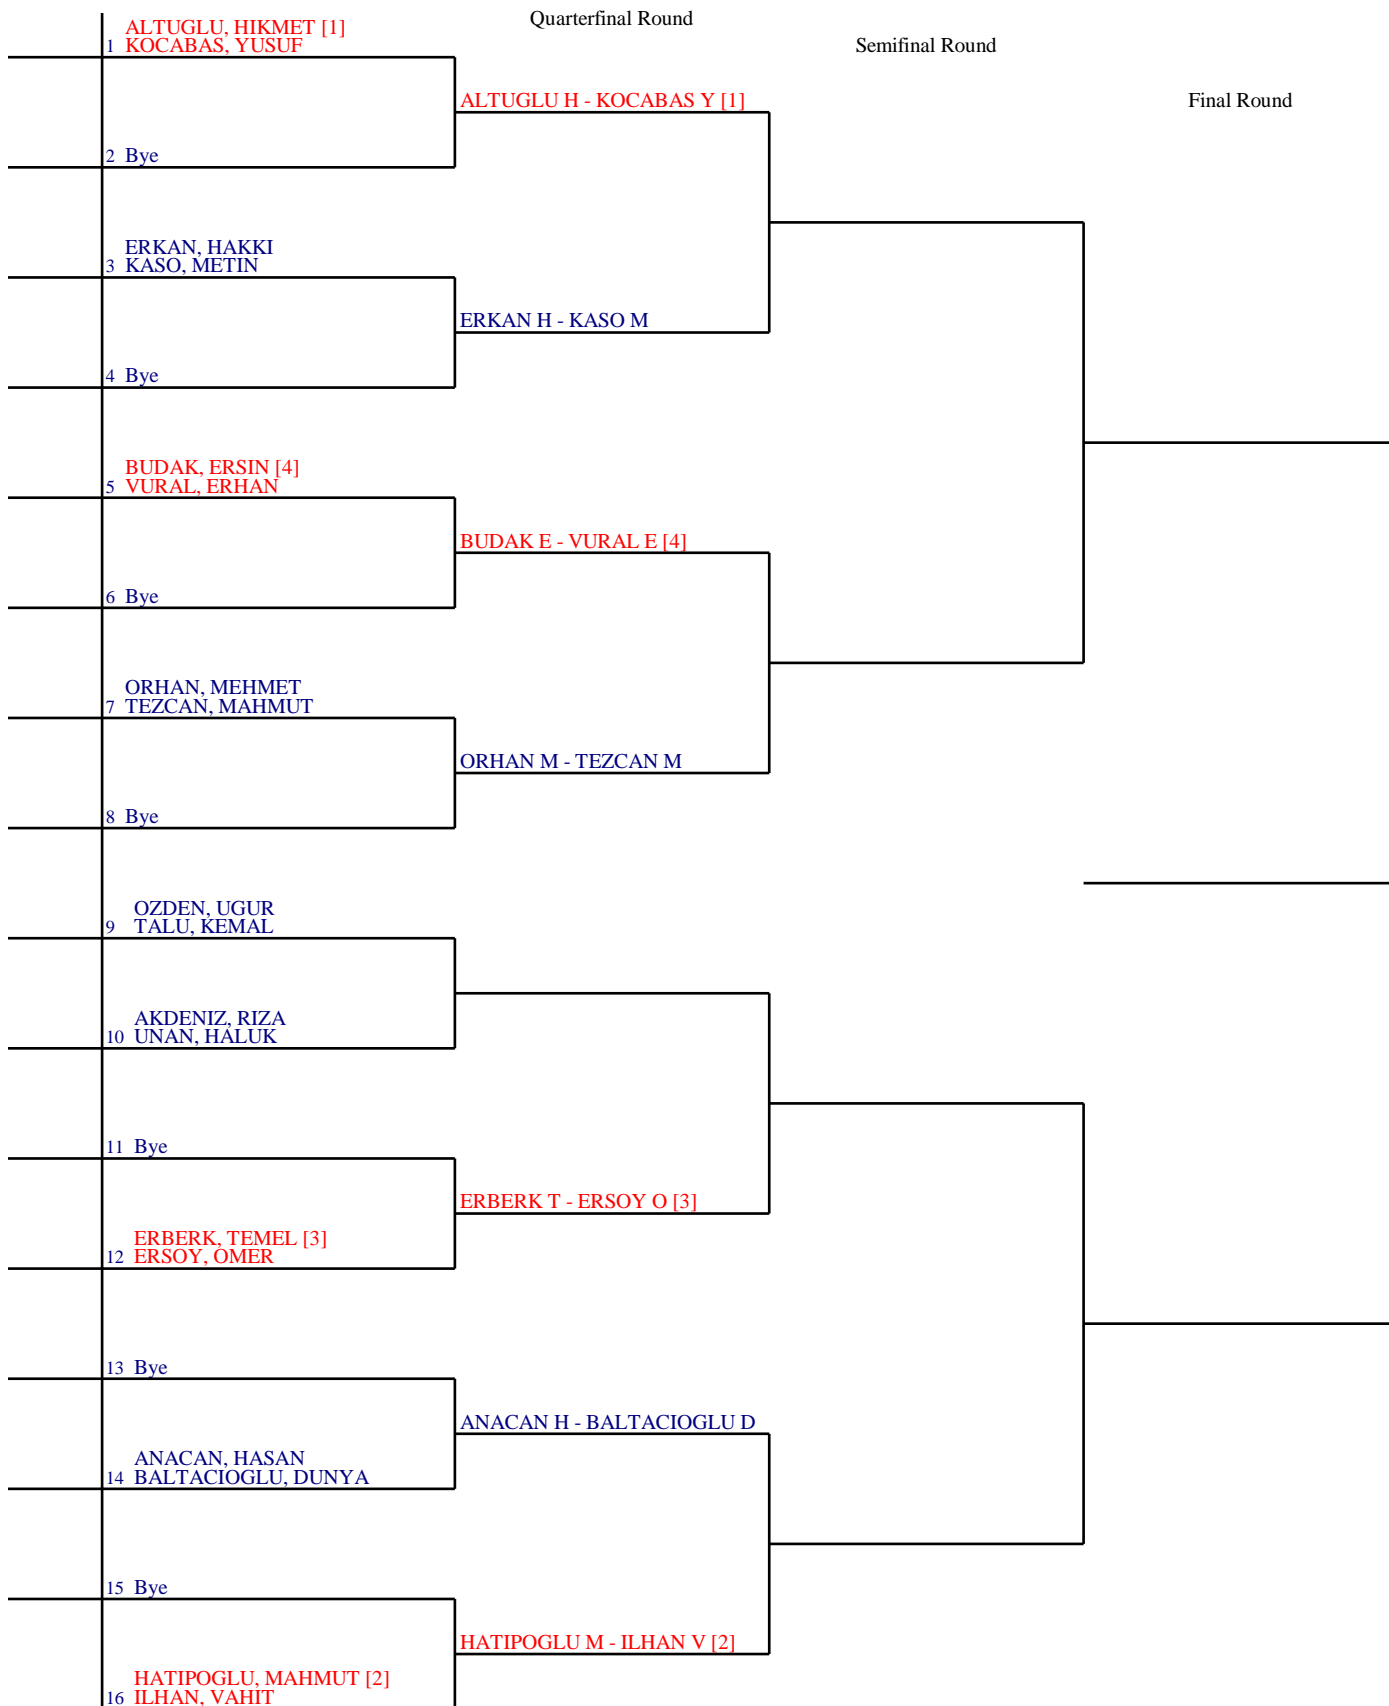 Quarterfinal Round
Semifinal Round
Final Round
ALTUGLU, HIKMET [1]
1 KOCABAS, YUSUF
ALTUGLU H - KOCABAS Y [1]
2 Bye
ERKAN, HAKKI
3 KASO, METIN
ERKAN H - KASO M
4 Bye
BUDAK, ERSIN [4]
5 VURAL, ERHAN
BUDAK E - VURAL E [4]
6 Bye
ORHAN, MEHMET
7 TEZCAN, MAHMUT
ORHAN M - TEZCAN M
8 Bye
OZDEN, UGUR
9 TALU, KEMAL
AKDENIZ, RIZA
10 UNAN, HALUK
11 Bye
ERBERK T - ERSOY O [3]
ERBERK, TEMEL [3]
12 ERSOY, OMER
13 Bye
ANACAN H - BALTACIOGLU D
ANACAN, HASAN
14 BALTACIOGLU, DUNYA
15 Bye
HATIPOGLU M - ILHAN V [2]
HATIPOGLU, MAHMUT [2]
16 ILHAN, VAHIT